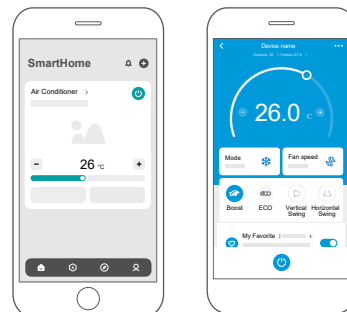 SmartHome
Air Conditioner >
- 26 °C +
Device name
26.0 C
Mode
Fan speed
Boost
ECO
ECO
Vertical Swing
Horizontal Swing
My Favorite